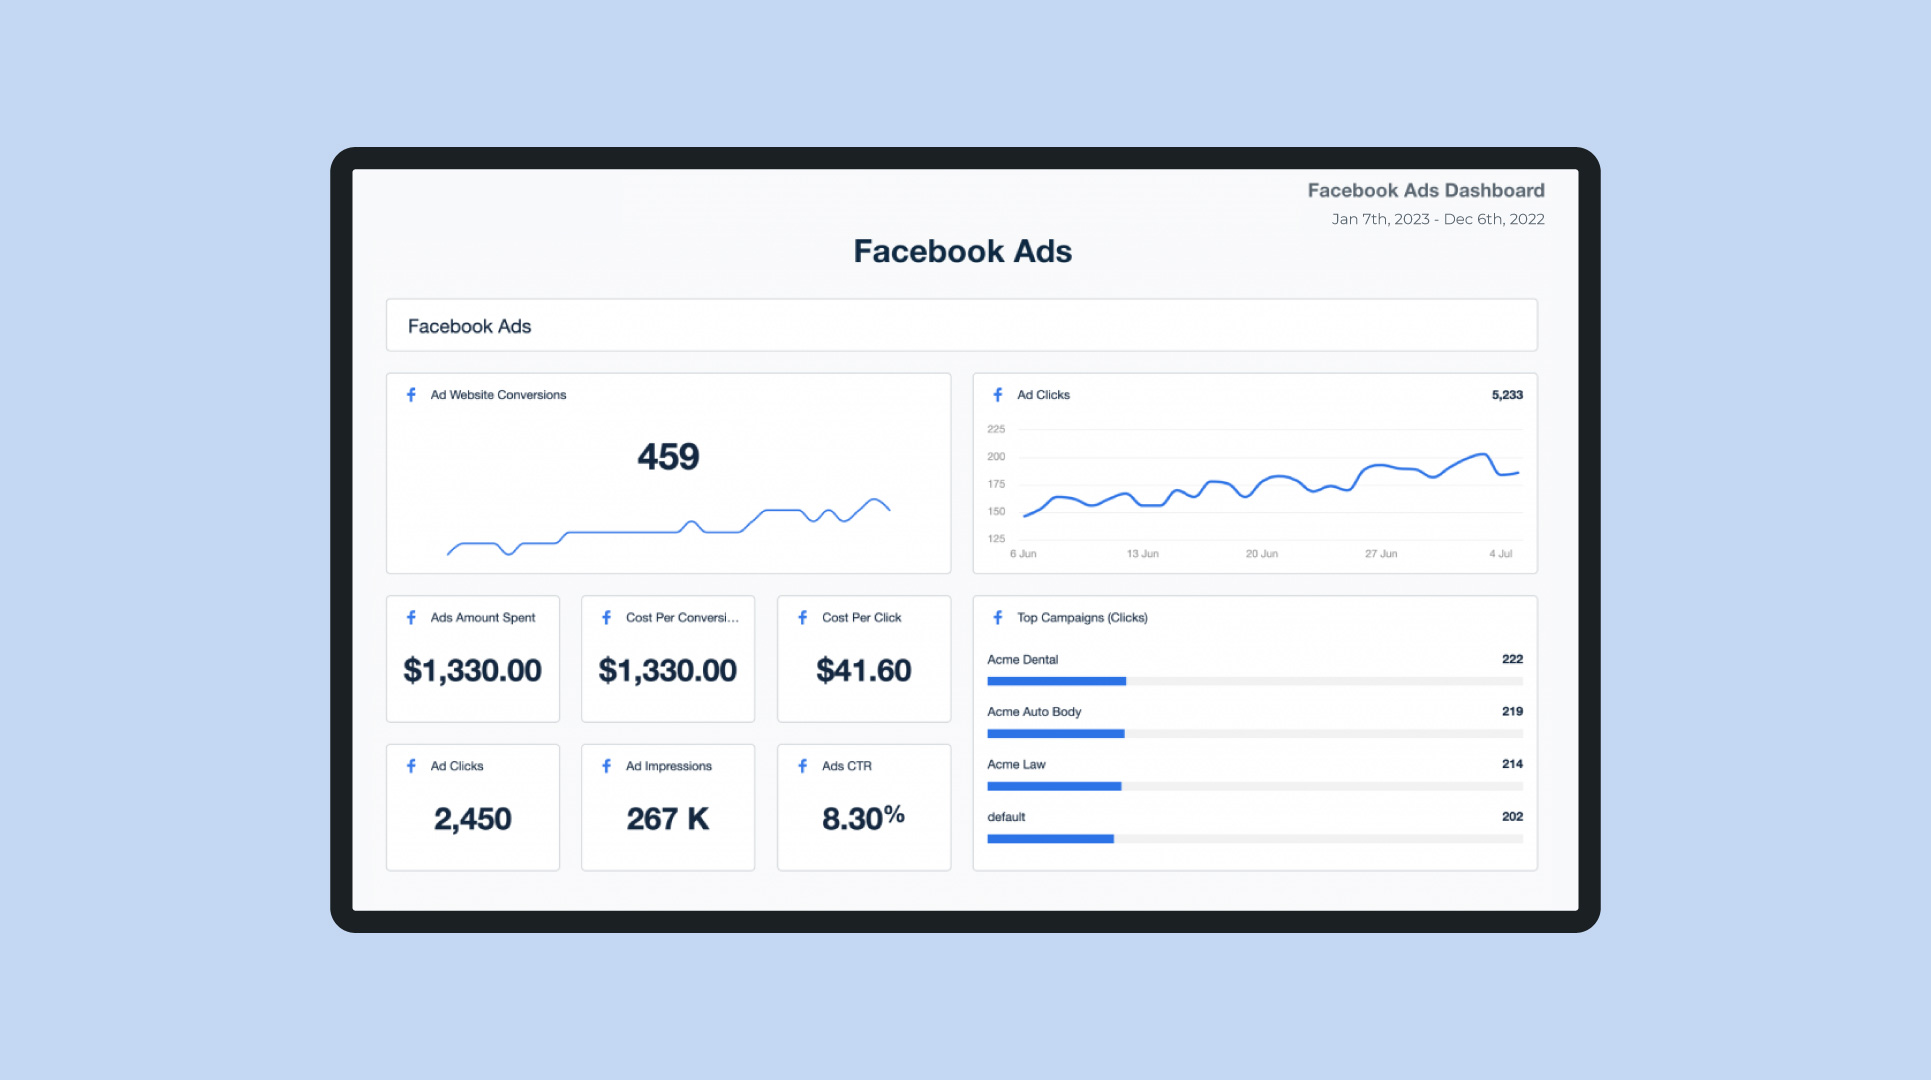 Facebook Ads Dashboard
Jan 7th, 2023 - Dec 6th, 2022
Facebook Ads
Facebook Ads
Ad Website Conversions
459
Ad Clicks 5,233
225
200
175
150
125
6 Jun 13 Jun 20 Jun 27 Jun 4 Jul
Ads Amount Spent
$1,330.00
Cost Per Conversi...
$1,330.00
Cost Per Click
$41.60
Ad Clicks
2,450
Ad Impressions
267 K
Ads CTR
8.30%
Top Campaigns (Clicks)
Acme Dental 222
Acme Auto Body 219
Acme Law 214
default 202